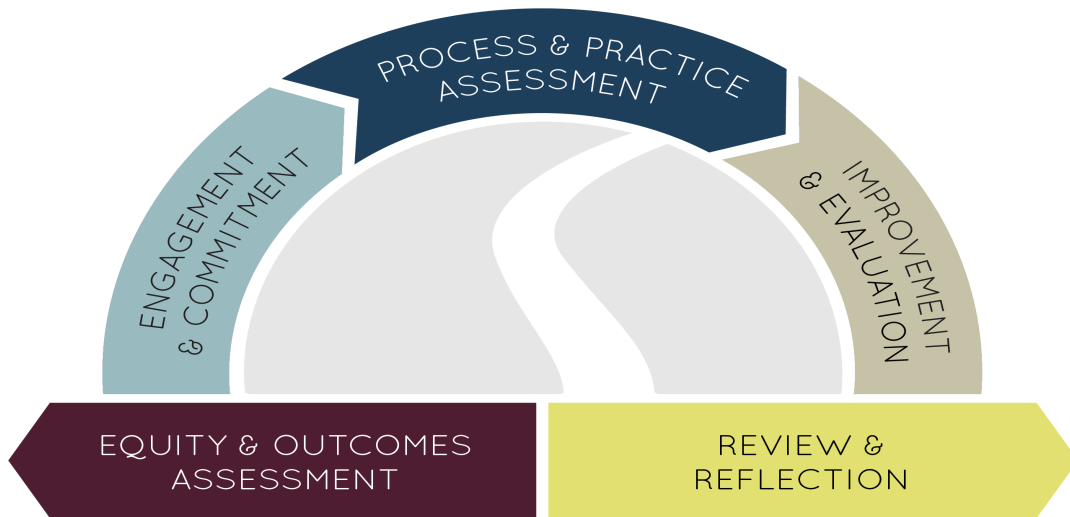 PROCESS & PRACTICE
ASSESSMENT
ENGAGEMENT
& COMMITMENT
IMPROVEMENT
& EVALUATION
EQUITY & OUTCOMES
ASSESSMENT
REVIEW &
REFLECTION